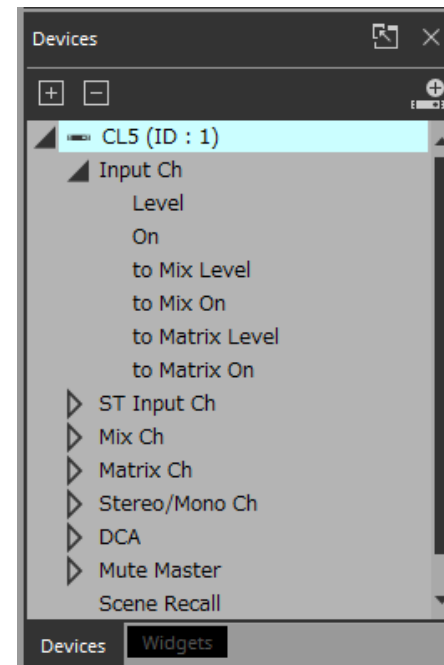 Devices
CL5 (ID : 1)
Input Ch
Level
On
to Mix Level
to Mix On
to Matrix Level
to Matrix On
ST Input Ch
Mix Ch
Matrix Ch
Stereo/Mono Ch
DCA
Mute Master
Scene Recall
Devices Widgets